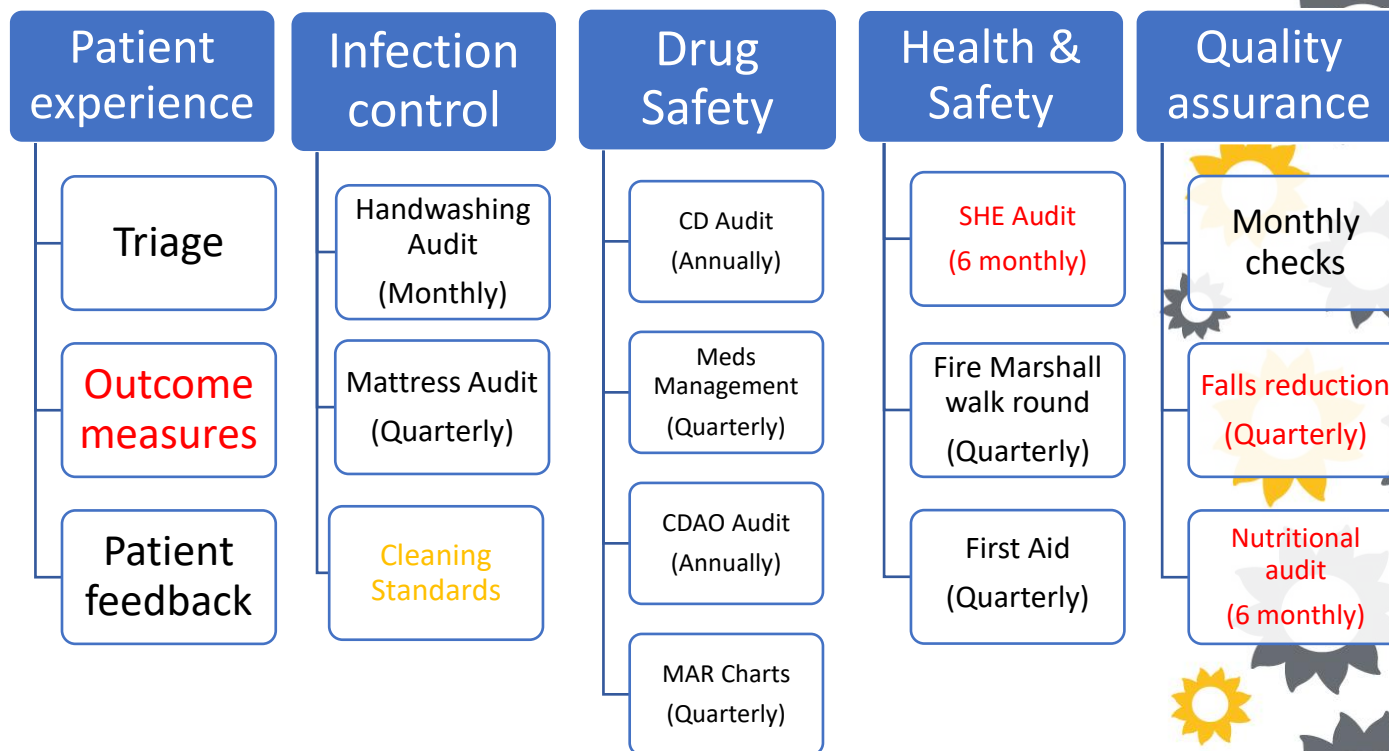 Patient
experience
Triage
Outcome
measures
Patient
feedback
Infection
control
Handwashing
Audit
(Monthly)
Mattress Audit
(Quarterly)
Cleaning
Standards
Drug
Safety
CD Audit
(Annually)
Meds
Management
(Quarterly)
CDAO Audit
(Annually)
MAR Charts
(Quarterly)
Health &
Safety
SHE Audit
(6 monthly)
Fire Marshall
walk round
(Quarterly)
First Aid
(Quarterly)
Quality
assurance
Monthly
checks
Falls reduction
(Quarterly)
Nutritional
audit
(6 monthly)